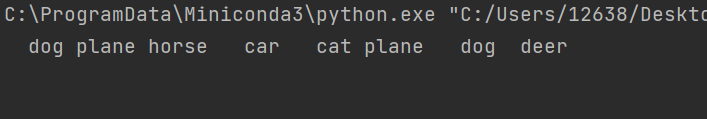 C:\ProgramData\Miniconda3\python.exe "C:/Users/12638/Deskto
dog plane horse   car   cat plane   dog  deer